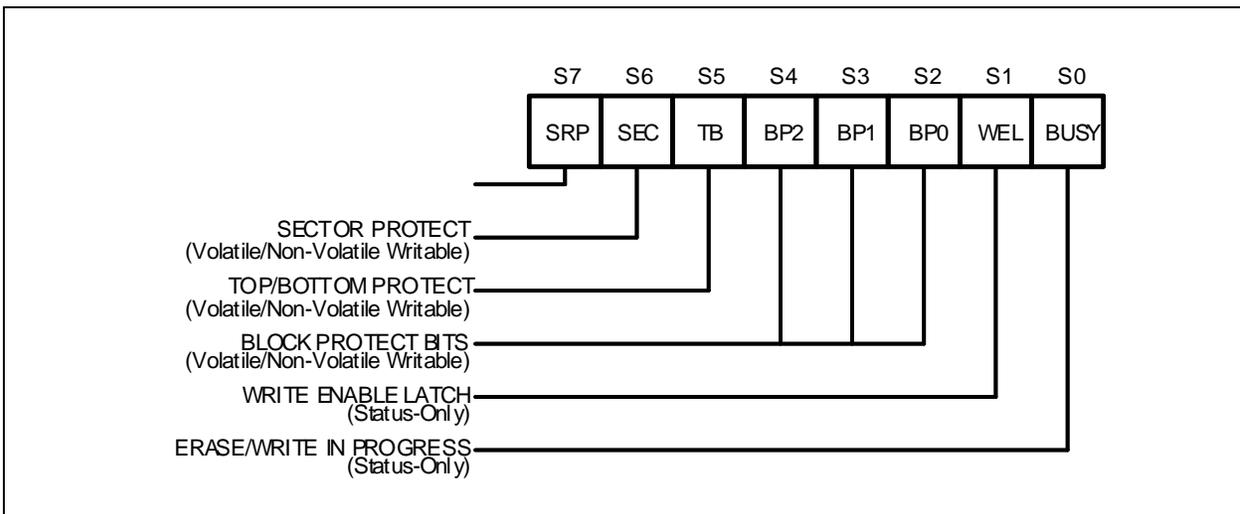 S7 S6 S5 S4 S3 S2 S1 S0
SRP SEC TB BP2 BP1 BP0 WEL BUSY
SECTOR PROTECT
(Volatile/Non-Volatile Writable)
TOP/BOTTOM PROTECT
(Volatile/Non-Volatile Writable)
BLOCK PROTECT BITS
(Volatile/Non-Volatile Writable)
WRITE ENABLE LATCH
(Status-Only)
ERASE/WRITE IN PROGRESS
(Status-Only)